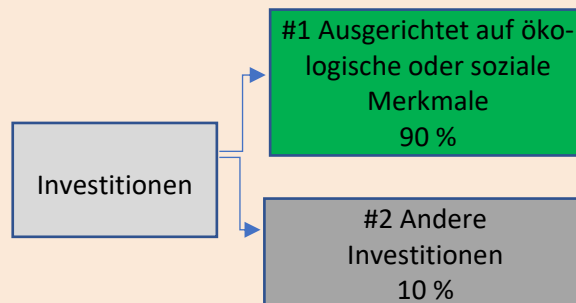 #1 Ausgerichtet auf öko-
logische oder soziale
Merkmale
90 %
Investitionen
#2 Andere
Investitionen
10 %